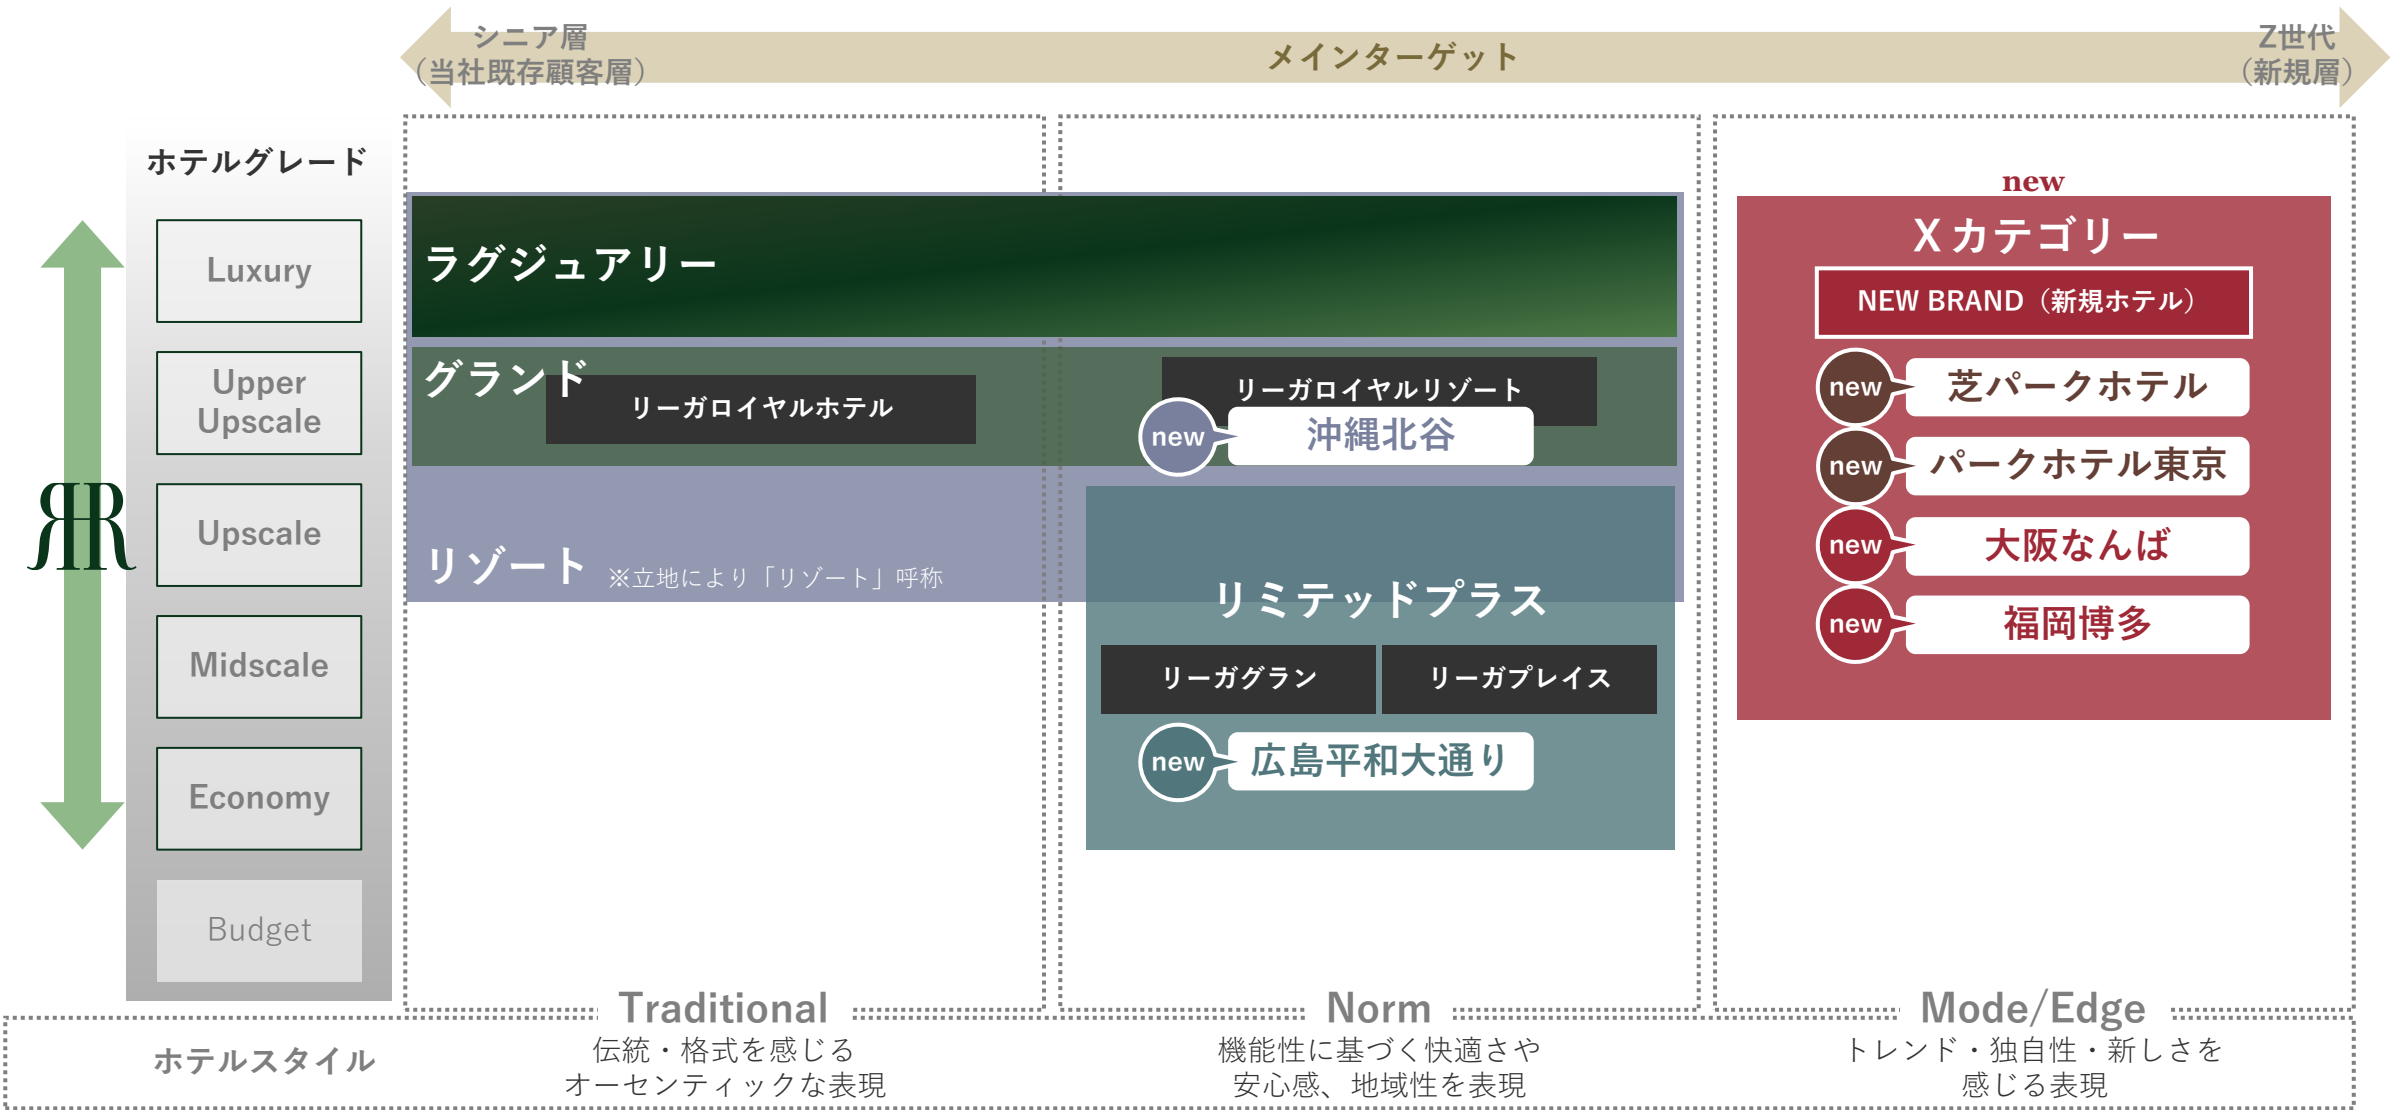 シニア層
（当社既存顧客層）
メインターゲット
Z世代
（新規層）
ホテルグレード
Luxury
Upper
Upscale
Upscale
Midscale
Economy
Budget
ラグジュアリー
グランド
リーガロイヤルホテル
リーガロイヤルリゾート
new
沖縄北谷
リゾート
※立地により「リゾート」呼称
リミテッドプラス
リーガグラン
リーガプレイス
new
広島平和大通り
new
Xカテゴリー
NEW BRAND（新規ホテル）
new
芝パークホテル
new
パークホテル東京
new
大阪なんば
new
福岡博多
ホテルスタイル
Traditional
伝統・格式を感じる
オーセンティックな表現
Norm
機能性に基づく快適さや
安心感、地域性を表現
Mode/Edge
トレンド・独自性・新しさを
感じる表現